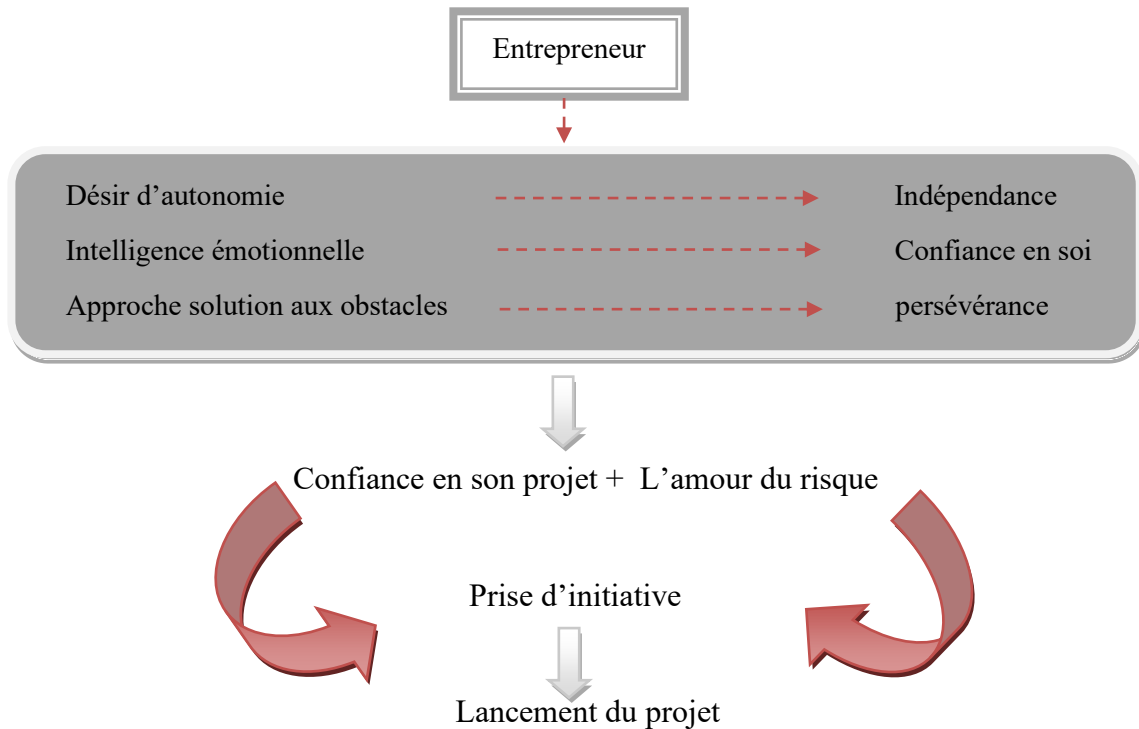 Entrepreneur
Désir d’autonomie Indépendance
Intelligence émotionnelle Confiance en soi
Approche solution aux obstacles persévérance
Confiance en son projet + L’amour du risque
Prise d’initiative
Lancement du projet